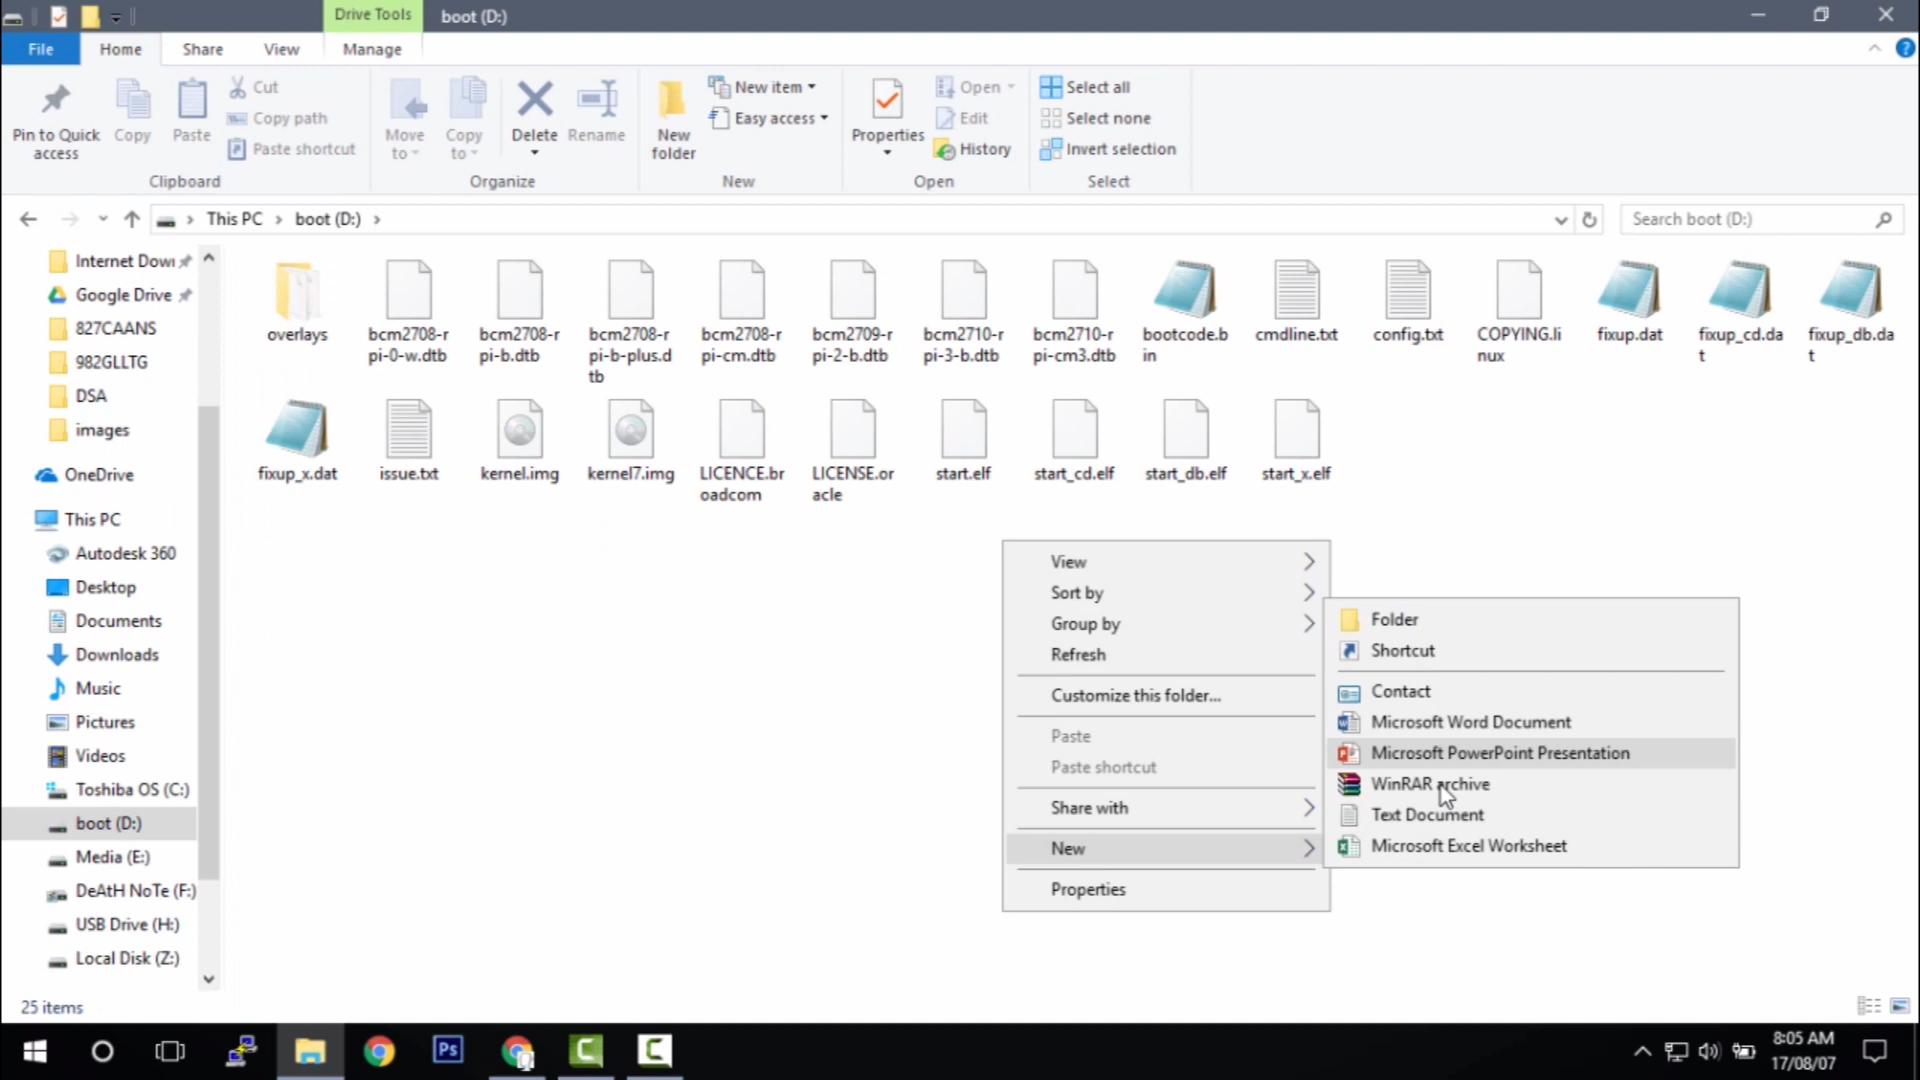 Drive Tools
boot (D:)
File
Home
Share
View
Manage
?
Pin to Quick
access
Copy
Paste
Cut
Copy path
Paste shortcut
Clipboard
Move
to
Copy
to
Delete
Rename
Organize
New
folder
New item
Easy access
New
Properties
Open
Edit
History
Open
Select all
Select none
Invert selection
Select
This PC
boot (D:)
Search boot (D:)
Internet Down
Google Drive
827CAANS
982GLLTG
DSA
images
OneDrive
This PC
Autodesk 360
Desktop
Documents
Downloads
Music
Pictures
Videos
Toshiba OS (C:)
boot (D:)
Media (E:)
DeAtH NoTe (F:)
USB Drive (H:)
Local Disk (Z:)
overlays
bcm2708-r
pi-0-w.dtb
bcm2708-r
pi-b.dtb
bcm2708-r
pi-b-plus.d
tb
bcm2708-r
pi-cm.dtb
bcm2709-r
pi-2-b.dtb
bcm2710-r
pi-3-b.dtb
bcm2710-r
pi-cm3.dtb
bootcode.b
in
cmdline.txt
config.txt
COPYING.li
nux
fixup.dat
fixup_cd.da
t
fixup_db.da
t
fixup_x.dat
issue.txt
kernel.img
kernel7.img
LICENCE.br
oadcom
LICENSE.or
acle
start.elf
start_cd.elf
start_db.elf
start_x.elf
View
Sort by
Group by
Refresh
Customize this folder...
Paste
Paste shortcut
Share with
New
Properties
Folder
Shortcut
Contact
Microsoft Word Document
Microsoft PowerPoint Presentation
WinRAR archive
Text Document
Microsoft Excel Worksheet
25 items
Ps
8:05 AM
17/08/07